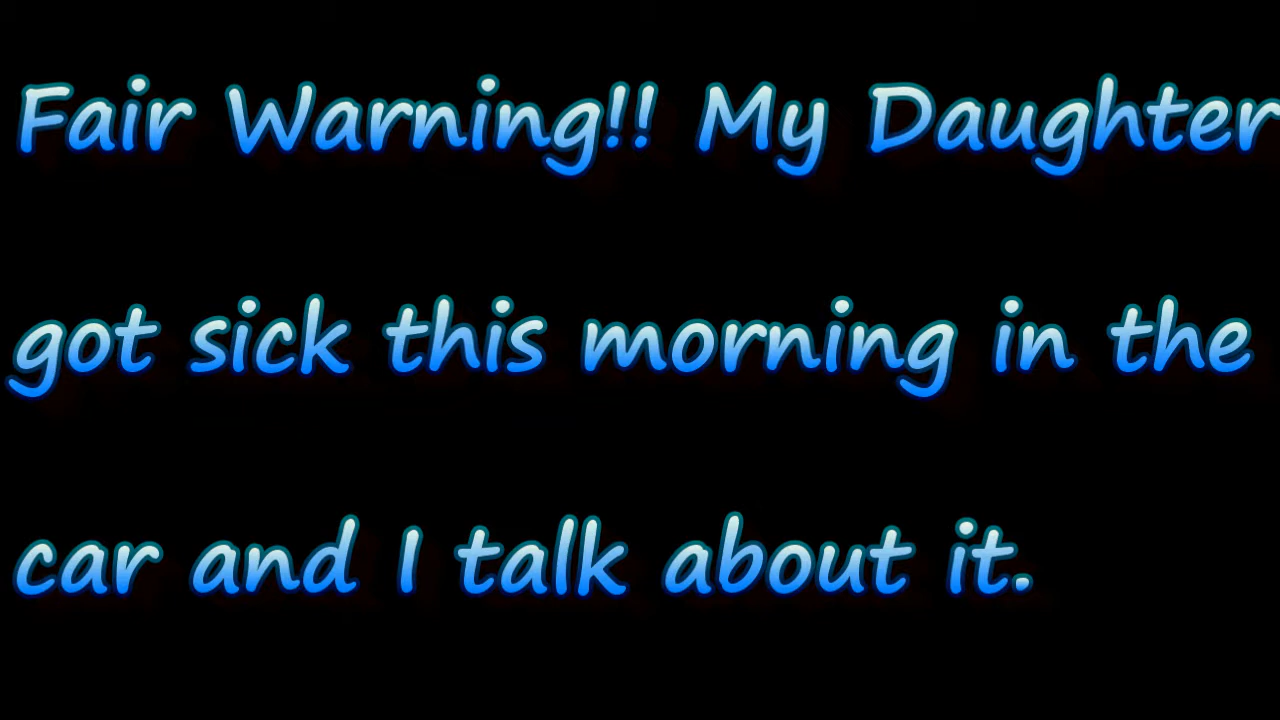 Fair Warning!! My Daughter
got sick this morning in the
car and I talk about it.